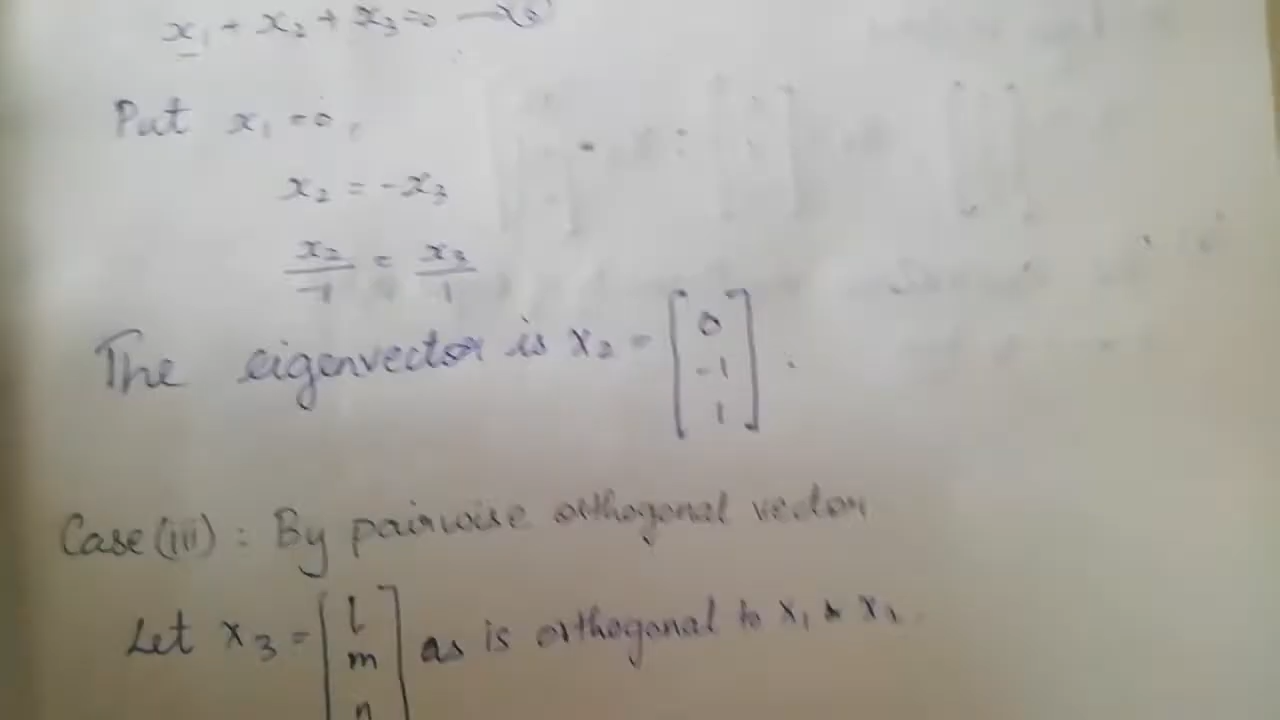 x₁ + x₂ + x₃ = 0
Put x₁ = 0,
x₂ = -x₃
x₂/-1 = x₃/1
The eigenvector is x₂ = [0 -1 1].
Case (iii) : By pairwise orthogonal vector
Let x₃ = [l m n] as is orthogonal to x₁ &